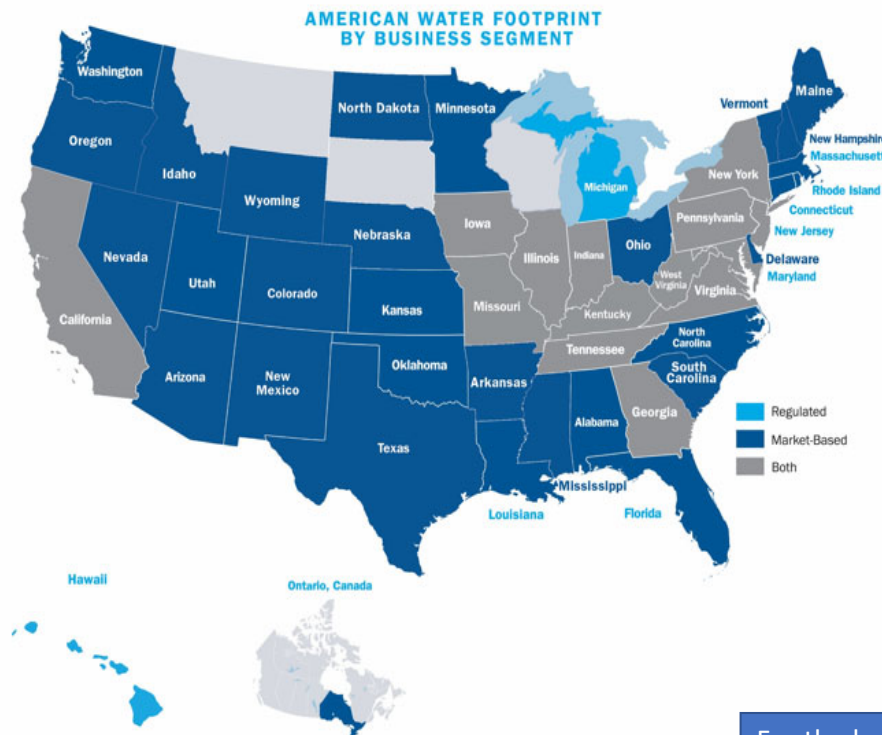 AMERICAN WATER FOOTPRINT
BY BUSINESS SEGMENT
Washington
North Dakota
Minnesota
Vermont
Maine
Oregon
Idaho
New Hampshire
Massachusett
Michigan
New York
Rhode Island
Wyoming
Iowa
Connecticut
Nebraska
Pennsylvania
New Jersey
Nevada
Illinois
Indiana
Ohio
Delaware
Utah
Colorado
West
Virginia
Virginia
Maryland
California
Kansas
Missouri
Kentucky
Arizona
New
Mexico
Oklahoma
Arkansas
Tennessee
North
Carolina
South
Carolina
Texas
Alabama
Georgia
Regulated
Market-Based
Both
Mississippi
Louisiana
Florida
Hawaii
Ontario, Canada